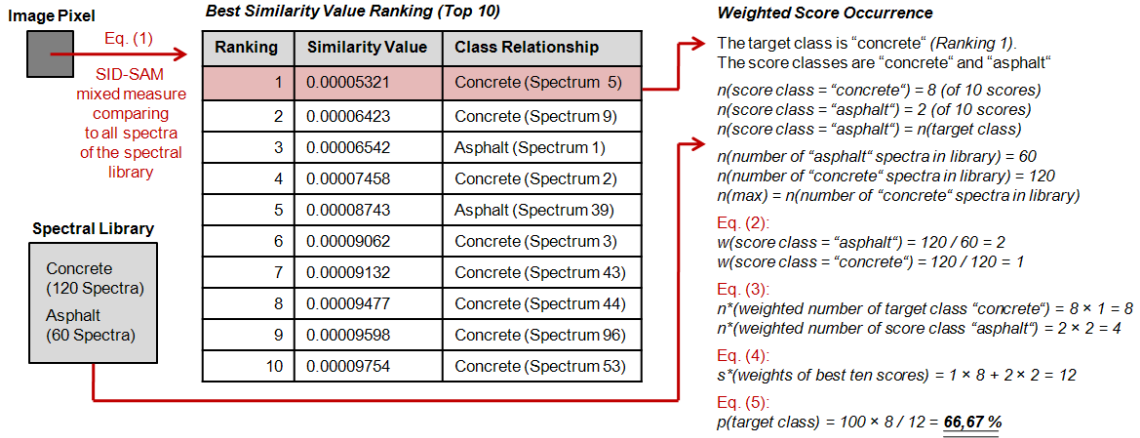 Image Pixel
Eq. (1)
SID-SAM
mixed measure
comparing
to all spectra
of the spectral
library
Spectral Library
Concrete
(120 Spectra)
Asphalt
(60 Spectra)
Best Similarity Value Ranking (Top 10)
Ranking Similarity Value Class Relationship
1 0.00005321 Concrete (Spectrum 5)
2 0.00006423 Concrete (Spectrum 9)
3 0.00006542 Asphalt (Spectrum 1)
4 0.00007458 Concrete (Spectrum 2)
5 0.00008743 Asphalt (Spectrum 39)
6 0.00009062 Concrete (Spectrum 3)
7 0.00009132 Concrete (Spectrum 43)
8 0.00009477 Concrete (Spectrum 44)
9 0.00009598 Concrete (Spectrum 96)
10 0.00009754 Concrete (Spectrum 53)
Weighted Score Occurrence
The target class is “concrete“ (Ranking 1).
The score classes are “concrete“ and “asphalt“
n(score class = “concrete“) = 8 (of 10 scores)
n(score class = “asphalt“) = 2 (of 10 scores)
n(score class = “asphalt“) = n(target class)
n(number of “asphalt“ spectra in library) = 60
n(number of “concrete“ spectra in library) = 120
n(max) = n(number of “concrete“ spectra in library)
Eq. (2):
w(score class = “asphalt“) = 120 / 60 = 2
w(score class = “concrete“) = 120 / 120 = 1
Eq. (3):
n*(weighted number of target class “concrete“) = 8 × 1 = 8
n*(weighted number of score class “asphalt“) = 2 × 2 = 4
Eq. (4):
s*(weights of best ten scores) = 1 × 8 + 2 × 2 = 12
Eq. (5):
p(target class) = 100 × 8 / 12 = 66,67 %